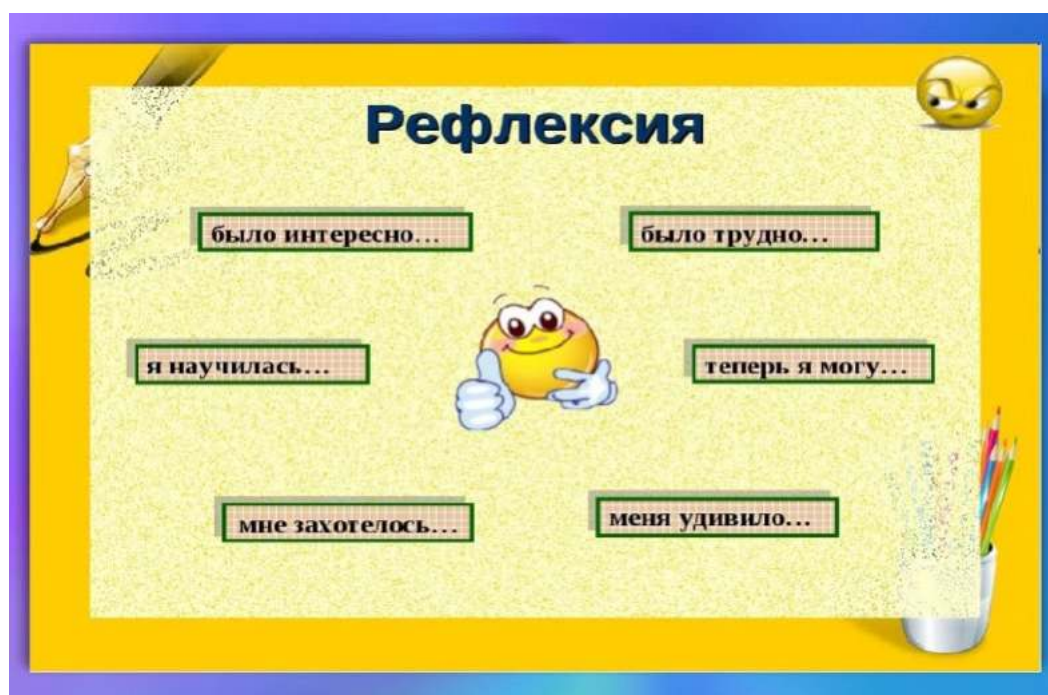 Рефлексия
было интересно...
было трудно...
я научилась...
теперь я могу...
мне захотелось...
меня удивило...